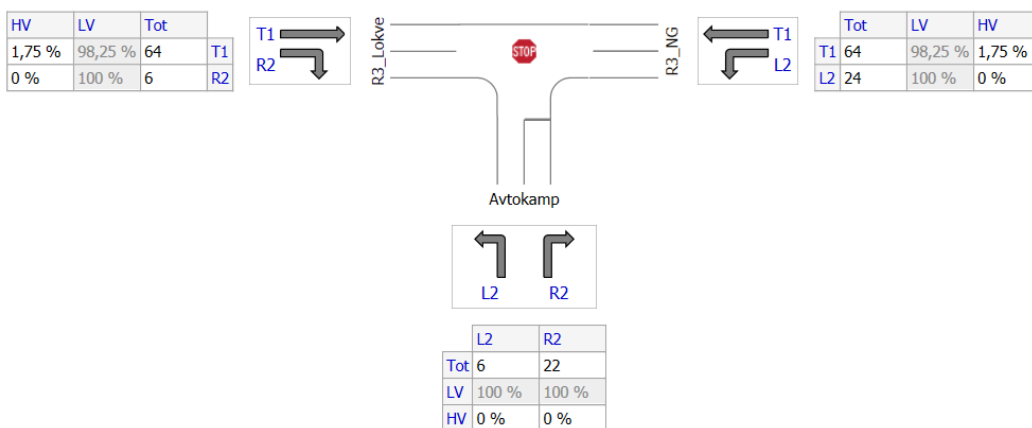 HV LV Tot
1,75 % 98,25 % 64 T1
0 % 100 % 6 R2
T1
R2
R3_Lokve
STOP
R3_NG
T1
L2
Tot LV HV
T1 64 98,25 % 1,75 %
L2 24 100 % 0 %
Avtokamp
L2 R2
L2 R2
Tot 6 22
LV 100 % 100 %
HV 0 % 0 %